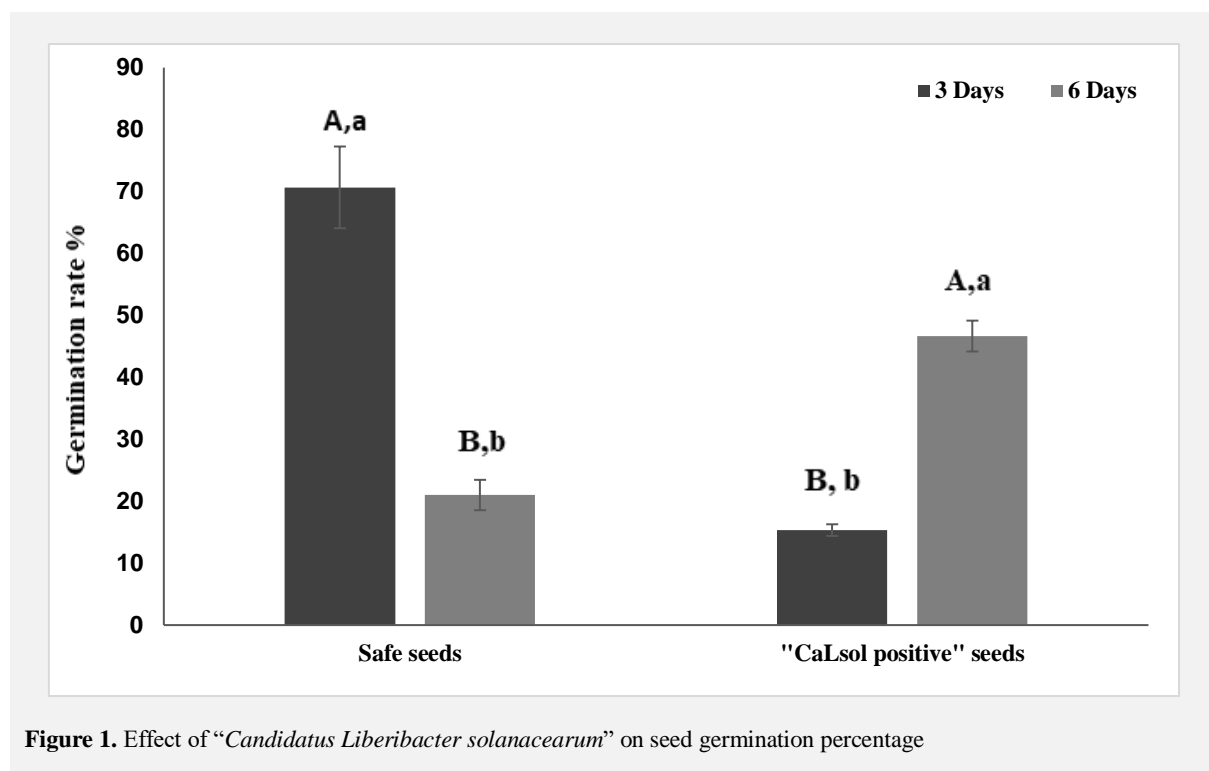 90
80
70
60
50
40
30
20
10
0
Germination rate %
3 Days 6 Days
A,a
B,b
B, b
A,a
Safe seeds
"CaLsol positive" seeds
Figure 1. Effect of “Candidatus Liberibacter solanacearum” on seed germination percentage